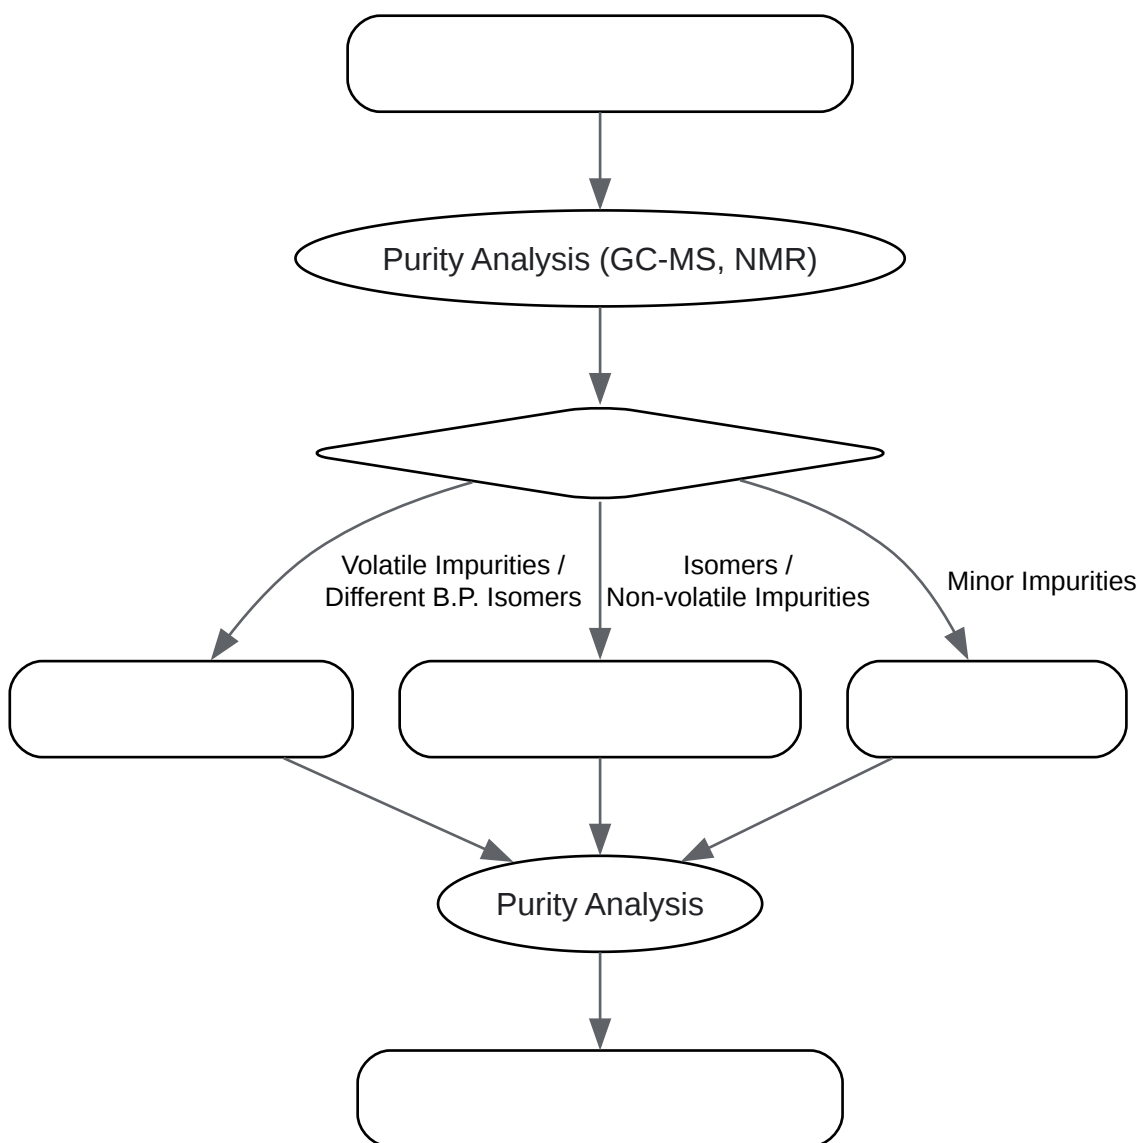 Purity Analysis (GC-MS, NMR)
Volatile Impurities /
Different B.P. Isomers
Isomers /
Non-volatile Impurities
Minor Impurities
Purity Analysis